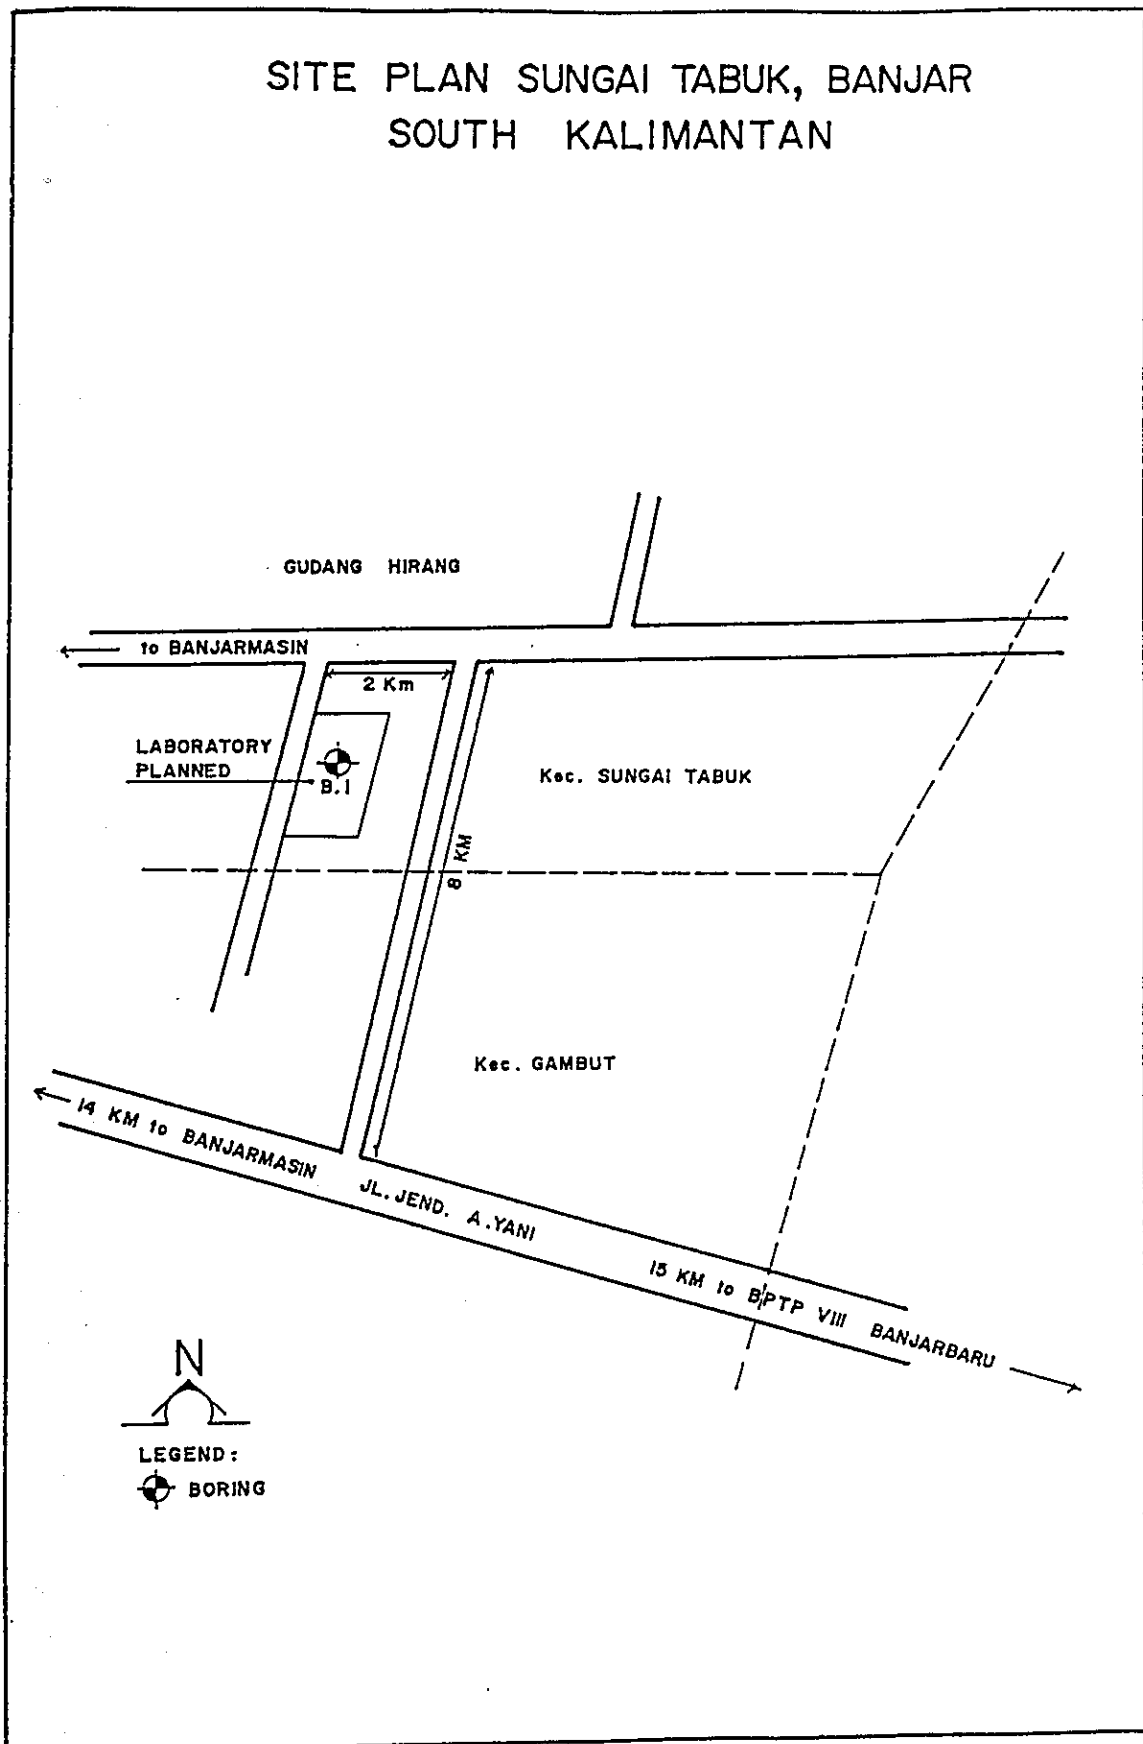 SITE PLAN SUNGAI TABUK, BANJAR
SOUTH KALIMANTAN
GUDANG HIRANG
to BANJARMASIN
2 Km
LABORATORY
PLANNED
B.1
Kec. SUNGAI TABUK
8 KM
Kec. GAMBUT
14 KM to BANJARMASIN
JL. JEND. A. YANI
15 KM to BPTP VIII BANJARBARU
N
LEGEND:
BORING